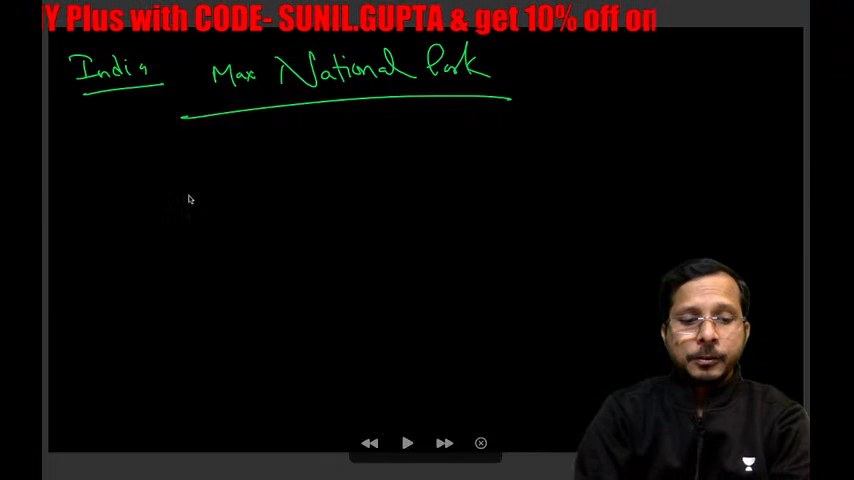 Y Plus with CODE- SUNIL.GUPTA & get 10% off on
India Max National Park